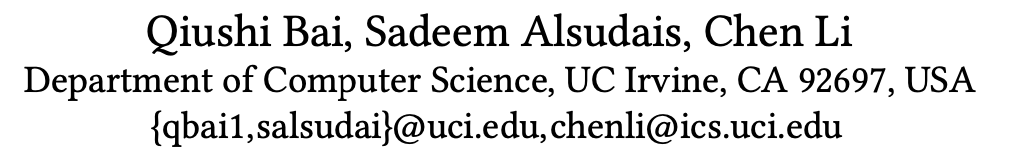 Qiushi Bai, Sadeem Alsudais, Chen Li
Department of Computer Science, UC Irvine, CA 92697, USA
{qbai1,salsudai}@uci.edu,chenli@ics.uci.edu